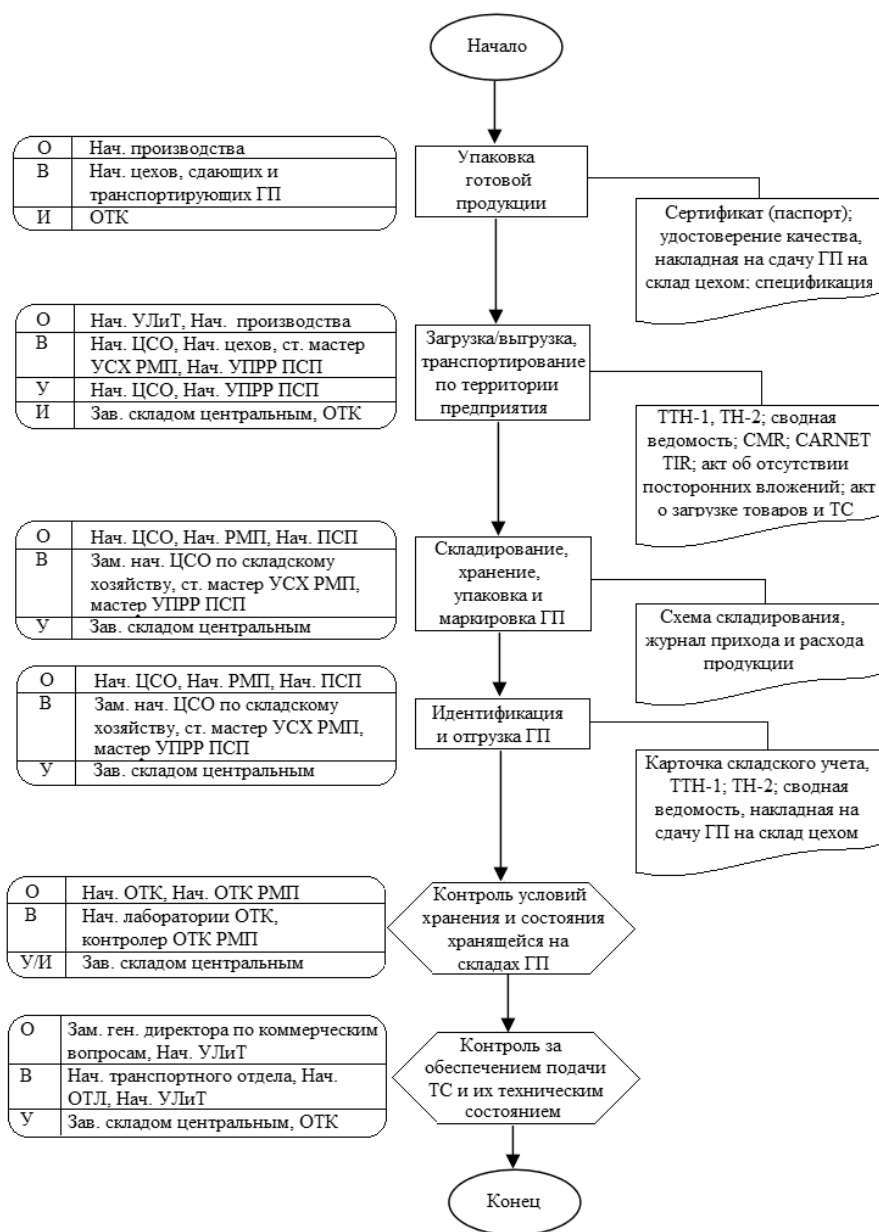 Начало
О Нач. производства
В Нач. цехов, сдающих и
транспортирующих ГП
И ОТК
Упаковка
готовой
продукции
Сертификат (паспорт);
удостоверение качества,
накладная на сдачу ГП на
склад цехом; спецификация
О Нач. УЛиТ, Нач. производства
В Нач. ЦСО, Нач. цехов, ст. мастер
УСХ РМП, Нач. УПРР ПСП
У Нач. ЦСО, Нач. УПРР ПСП
И Зав. складом центральным, ОТК
Загрузка/выгрузка,
транспортирование
по территории
предприятия
ТТН-1, ТН-2; сводная
ведомость; CMR; CARNET
TIR; акт об отсутствии
посторонних вложений; акт
о загрузке товаров и ТС
О Нач. ЦСО, Нач. РМП, Нач. ПСП
В Зам. нач. ЦСО по складскому
хозяйству, ст. мастер УСХ РМП,
мастер УПРР ПСП
У Зав. складом центральным
Складирование,
хранение,
упаковка и
маркировка ГП
Схема складирования,
журнал прихода и расхода
продукции
О Нач. ЦСО, Нач. РМП, Нач. ПСП
В Зам. нач. ЦСО по складскому
хозяйству, ст. мастер УСХ РМП,
мастер УПРР ПСП
У Зав. складом центральным
Идентификация
и отгрузка ГП
Карточка складского учета,
ТТН-1; ТН-2; сводная
ведомость, накладная на
сдачу ГП на склад цехом
О Нач. ОТК, Нач. ОТК РМП
В Нач. лаборатории ОТК,
контролер ОТК РМП
У/И Зав. складом центральным
Контроль условий
хранения и состояния
хранящейся на
складах ГП
О Зам. ген. директора по коммерческим
вопросам, Нач. УЛиТ
В Нач. транспортного отдела, Нач.
ОТЛ, Нач. УЛиТ
У Зав. складом центральным, ОТК
Контроль за
обеспечением подачи
ТС и их техническим
состоянием
Конец